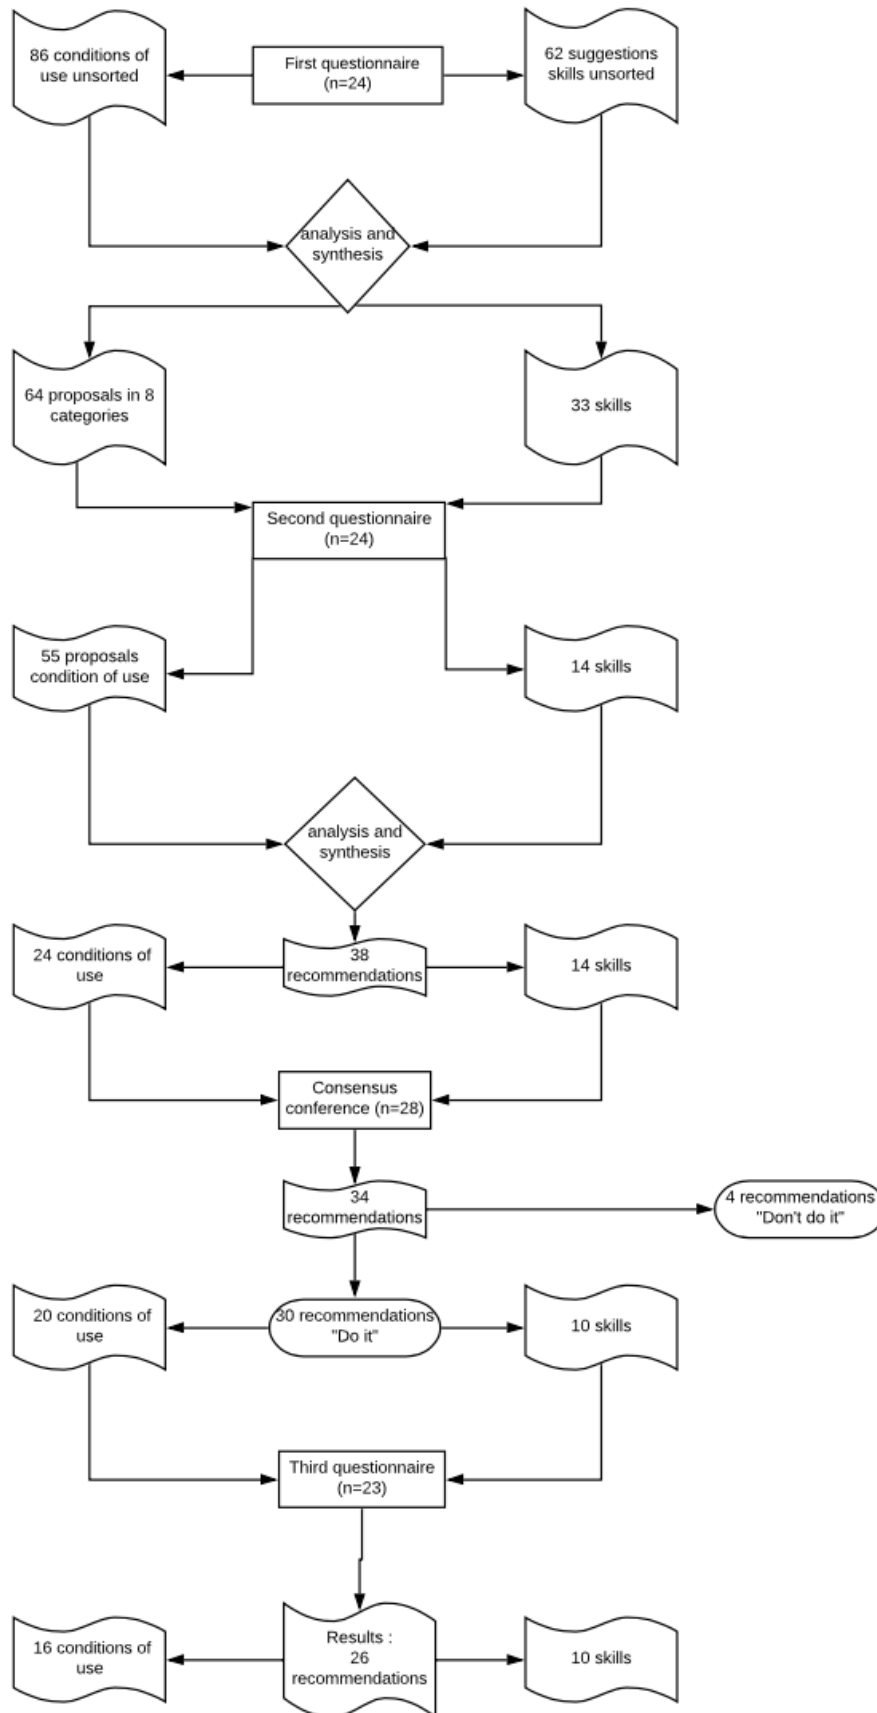 86 conditions of
use unsorted
First questionnaire
(n=24)
62 suggestions
skills unsorted
analysis and
synthesis
64 proposals in 8
categories
33 skills
Second questionnaire
(n=24)
55 proposals
condition of use
14 skills
analysis and
synthesis
24 conditions of
use
38
recommendations
14 skills
Consensus
conference (n=28)
34
recommendations
4 recommendations
"Don't do it"
20 conditions of
use
30 recommendations
"Do it"
10 skills
Third questionnaire
(n=23)
16 conditions of
use
Results :
26
recommendations
10 skills